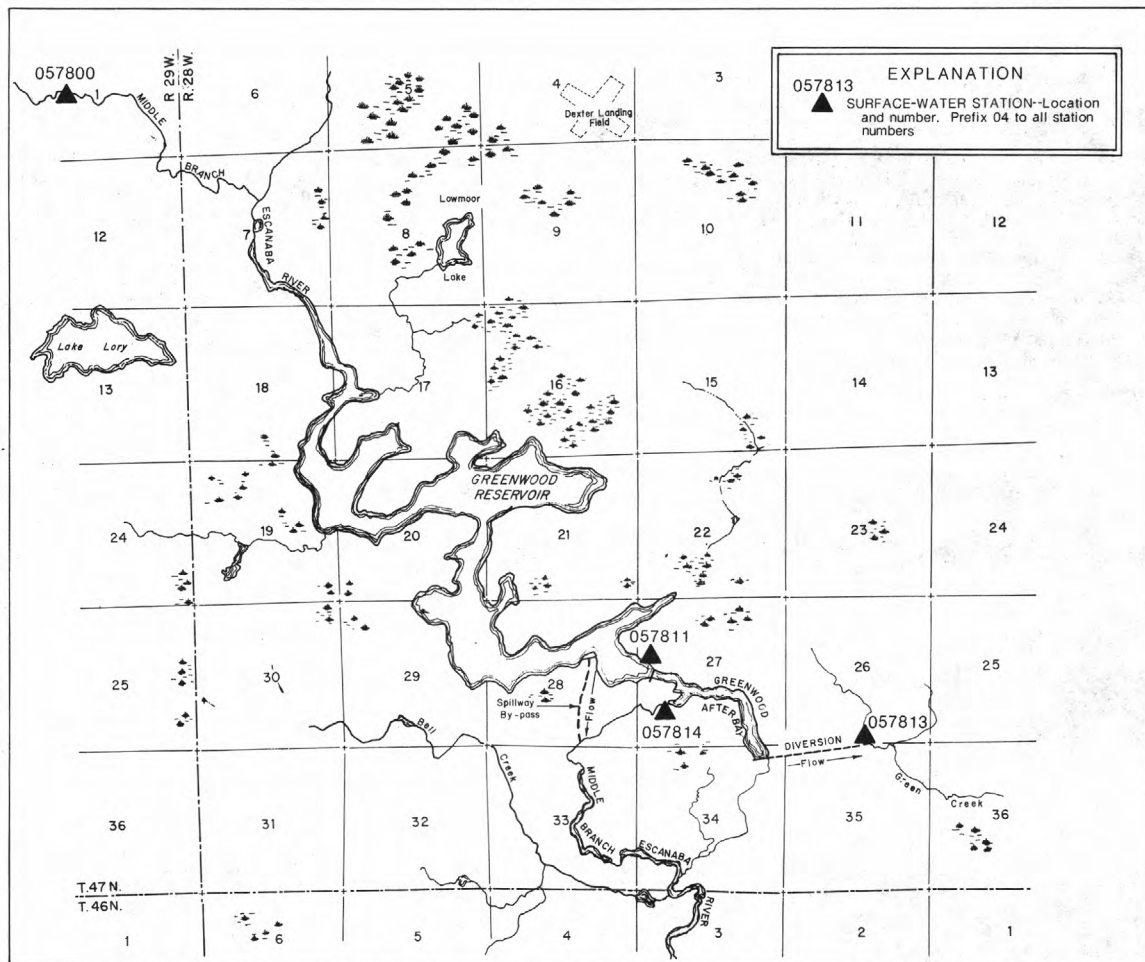 EXPLANATION
057813
SURFACE-WATER STATION--Location
and number. Prefix 04 to all station
numbers
057800
1
R. 29 W.
R. 28 W.
6
5
4
3
Dexter Landing
Field
MIDDLE
BRANCH
ESCANABA
RIVER
12
7
8
Lowmoor
Lake
9
10
11
12
Lake Lory
13
18
17
16
15
14
13
GREENWOOD
RESERVOIR
24
19
20
21
22
23
24
057811
25
30
29
28
27
26
25
Spillway
By-pass
Flow
GREENWOOD
AFTERBAY
057814
057813
DIVERSION
Flow
Bell
Creek
Green
Creek
MIDDLE
BRANCH
ESCANABA
RIVER
36
31
32
33
34
35
36
T. 47 N.
T. 46 N.
1
6
5
4
3
2
1